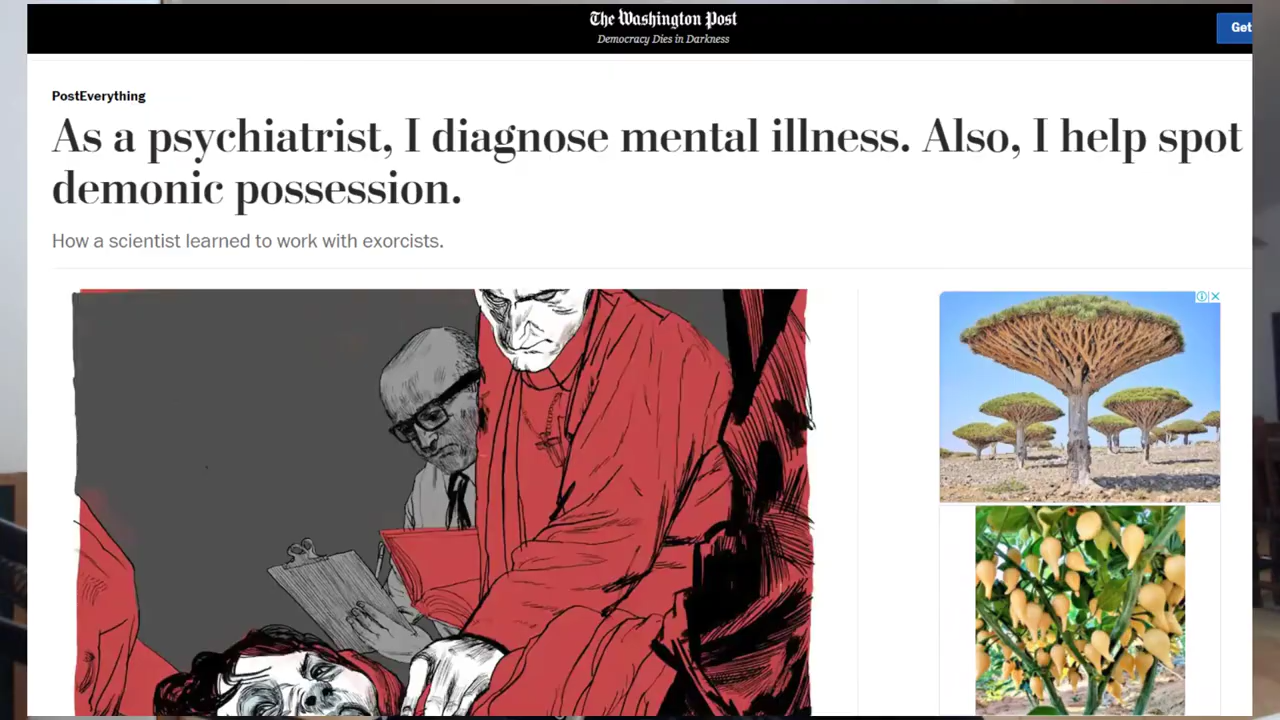 The Washington Post
Democracy Dies in Darkness
Get
PostEverything
As a psychiatrist, I diagnose mental illness. Also, I help spot
demonic possession.
How a scientist learned to work with exorcists.